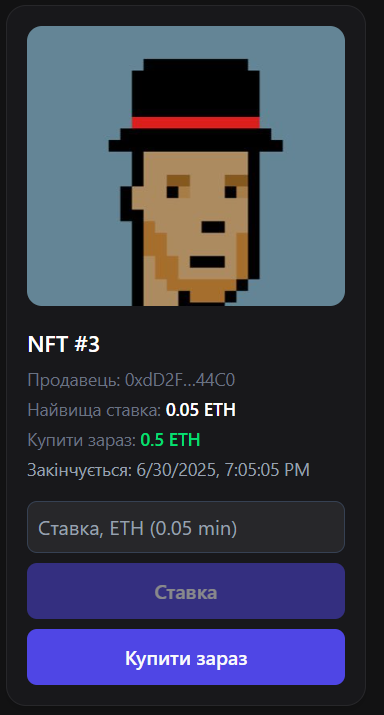 NFT #3
Продавець: 0xdD2F…44C0
Найвища ставка: 0.05 ETH
Купити зараз: 0.5 ETH
Закінчується: 6/30/2025, 7:05:05 PM
Ставка, ETH (0.05 min)
Ставка
Купити зараз